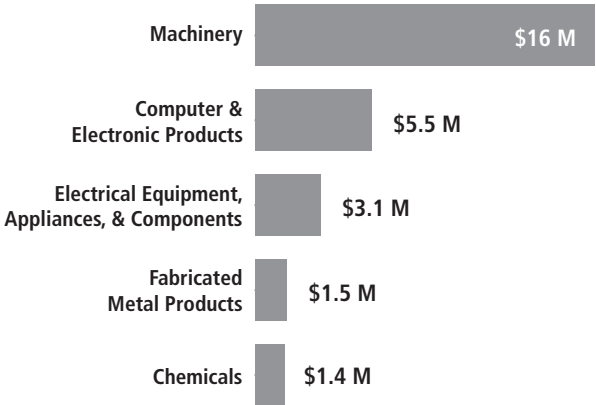 Machinery
$16 M
Computer &
Electronic Products
$5.5 M
Electrical Equipment,
Appliances, & Components
$3.1 M
Fabricated
Metal Products
$1.5 M
Chemicals
$1.4 M